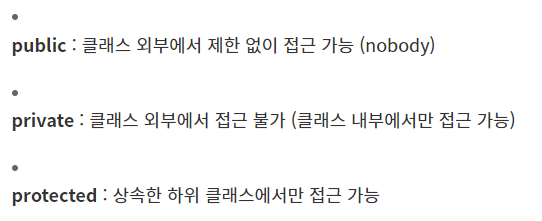 •
public : 클래스 외부에서 제한 없이 접근 가능 (nobody)
•
private : 클래스 외부에서 접근 불가 (클래스 내부에서만 접근 가능)
•
protected : 상속한 하위 클래스에서만 접근 가능